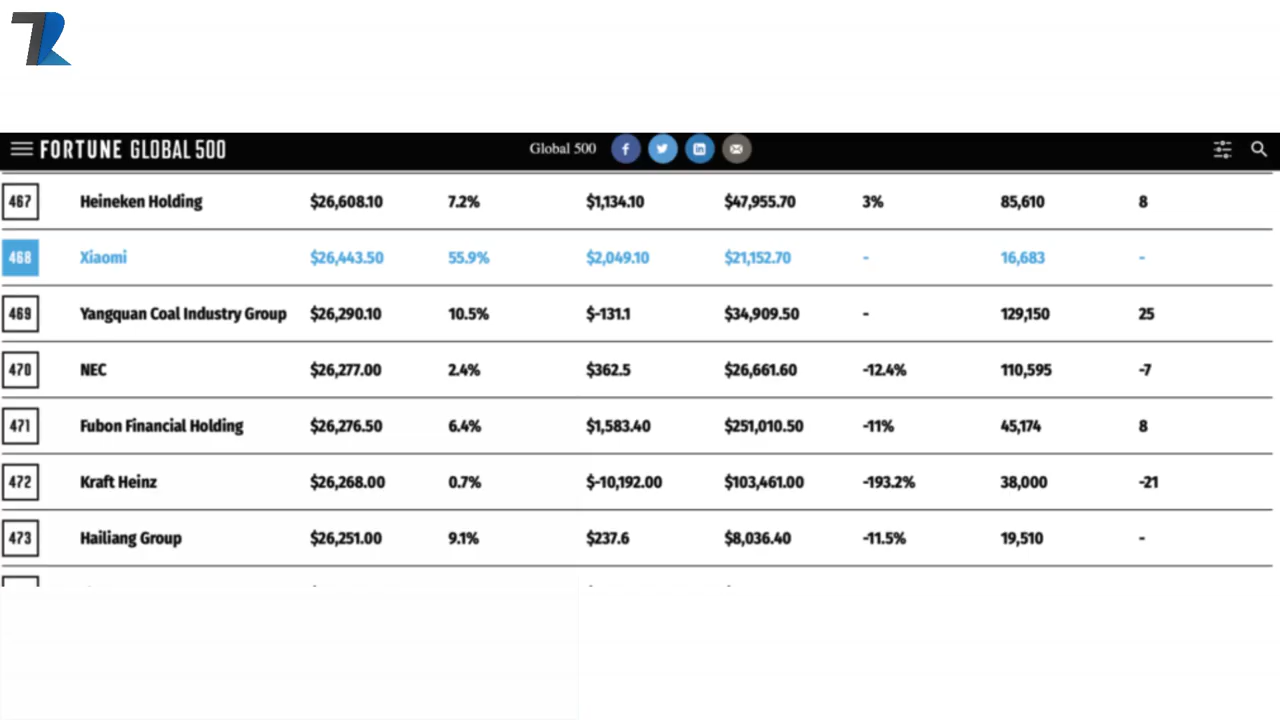 FORTUNE GLOBAL 500 Global 500
467 Heineken Holding $26,608.10 7.2% $1,134.10 $47,955.70 3% 85,610 8
468 Xiaomi $26,443.50 55.9% $2,049.10 $21,152.70 - 16,683 -
469 Yangquan Coal Industry Group $26,290.10 10.5% $-131.1 $34,909.50 - 129,150 25
470 NEC $26,277.00 2.4% $362.5 $26,661.60 -12.4% 110,595 -7
471 Fubon Financial Holding $26,276.50 6.4% $1,583.40 $251,010.50 -11% 45,174 8
472 Kraft Heinz $26,268.00 0.7% $-10,192.00 $103,461.00 -193.2% 38,000 -21
473 Hailiang Group $26,251.00 9.1% $237.6 $8,036.40 -11.5% 19,510 -